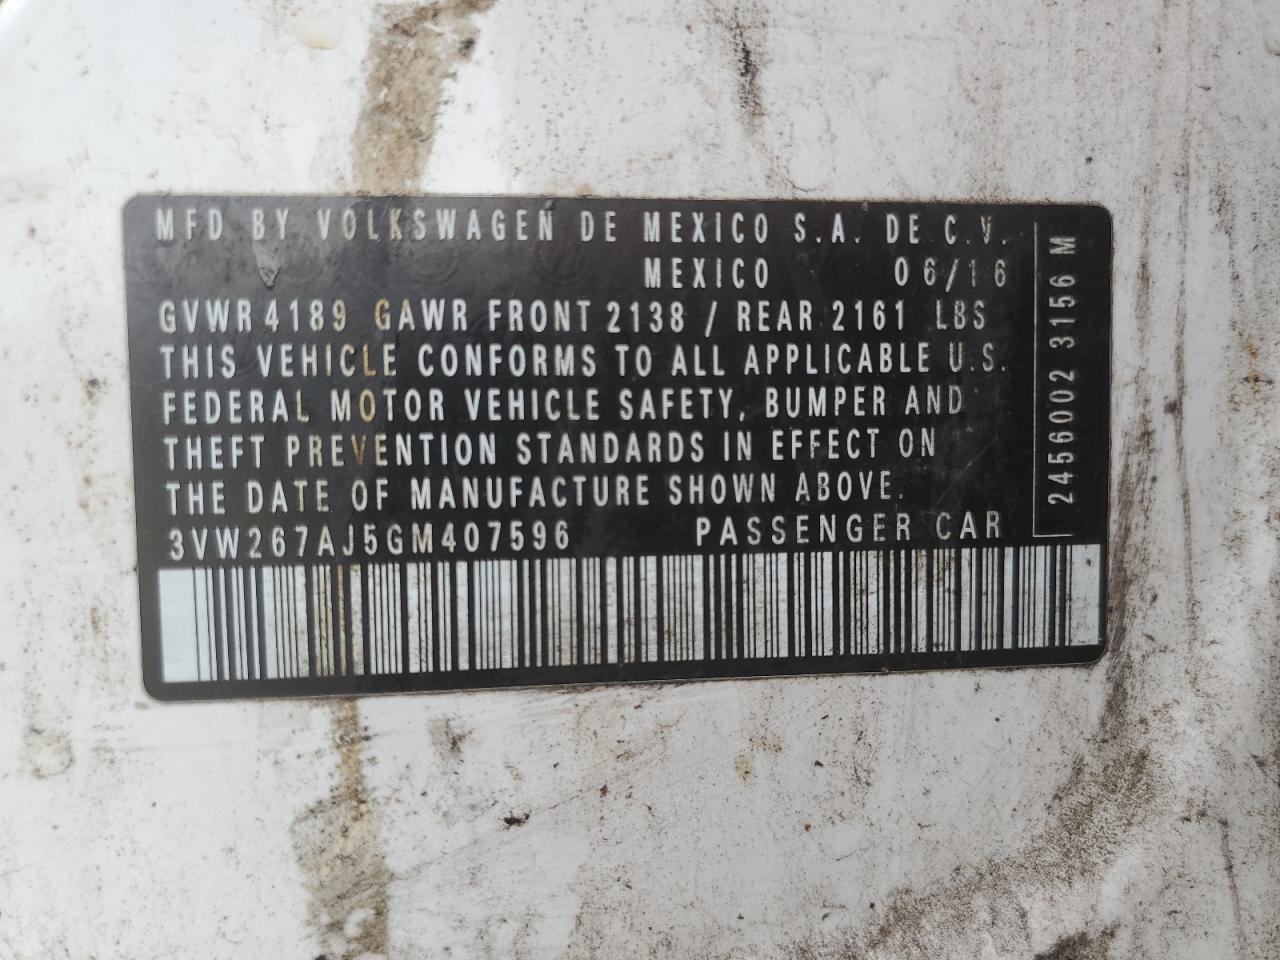 MFD BY VOLKSWAGEN DE MEXICO S.A. DE C.V.
MEXICO 06/16
GVWR 4189 GAWR FRONT 2138 / REAR 2161 LBS
THIS VEHICLE CONFORMS TO ALL APPLICABLE U.S.
FEDERAL MOTOR VEHICLE SAFETY, BUMPER AND
THEFT PREVENTION STANDARDS IN EFFECT ON
THE DATE OF MANUFACTURE SHOWN ABOVE.
3VW267AJ5GM407596 PASSENGER CAR
2456002 3156 M